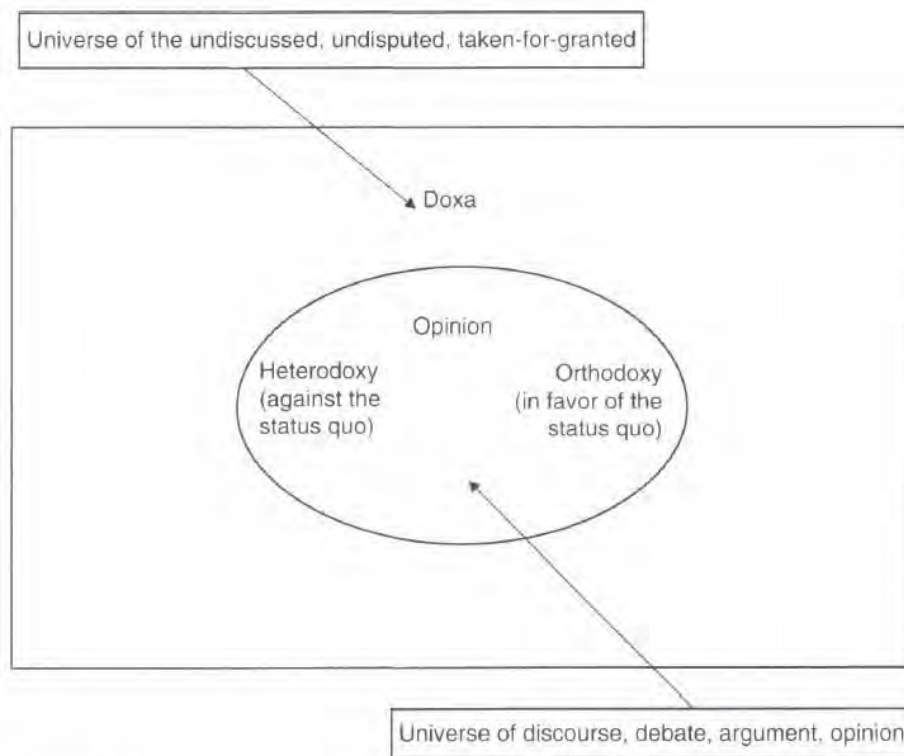 Universe of the undiscussed, undisputed, taken-for-granted
Doxa
Opinion
Heterodoxy
(against the
status quo)
Orthodoxy
(in favor of the
status quo)
Universe of discourse, debate, argument, opinion